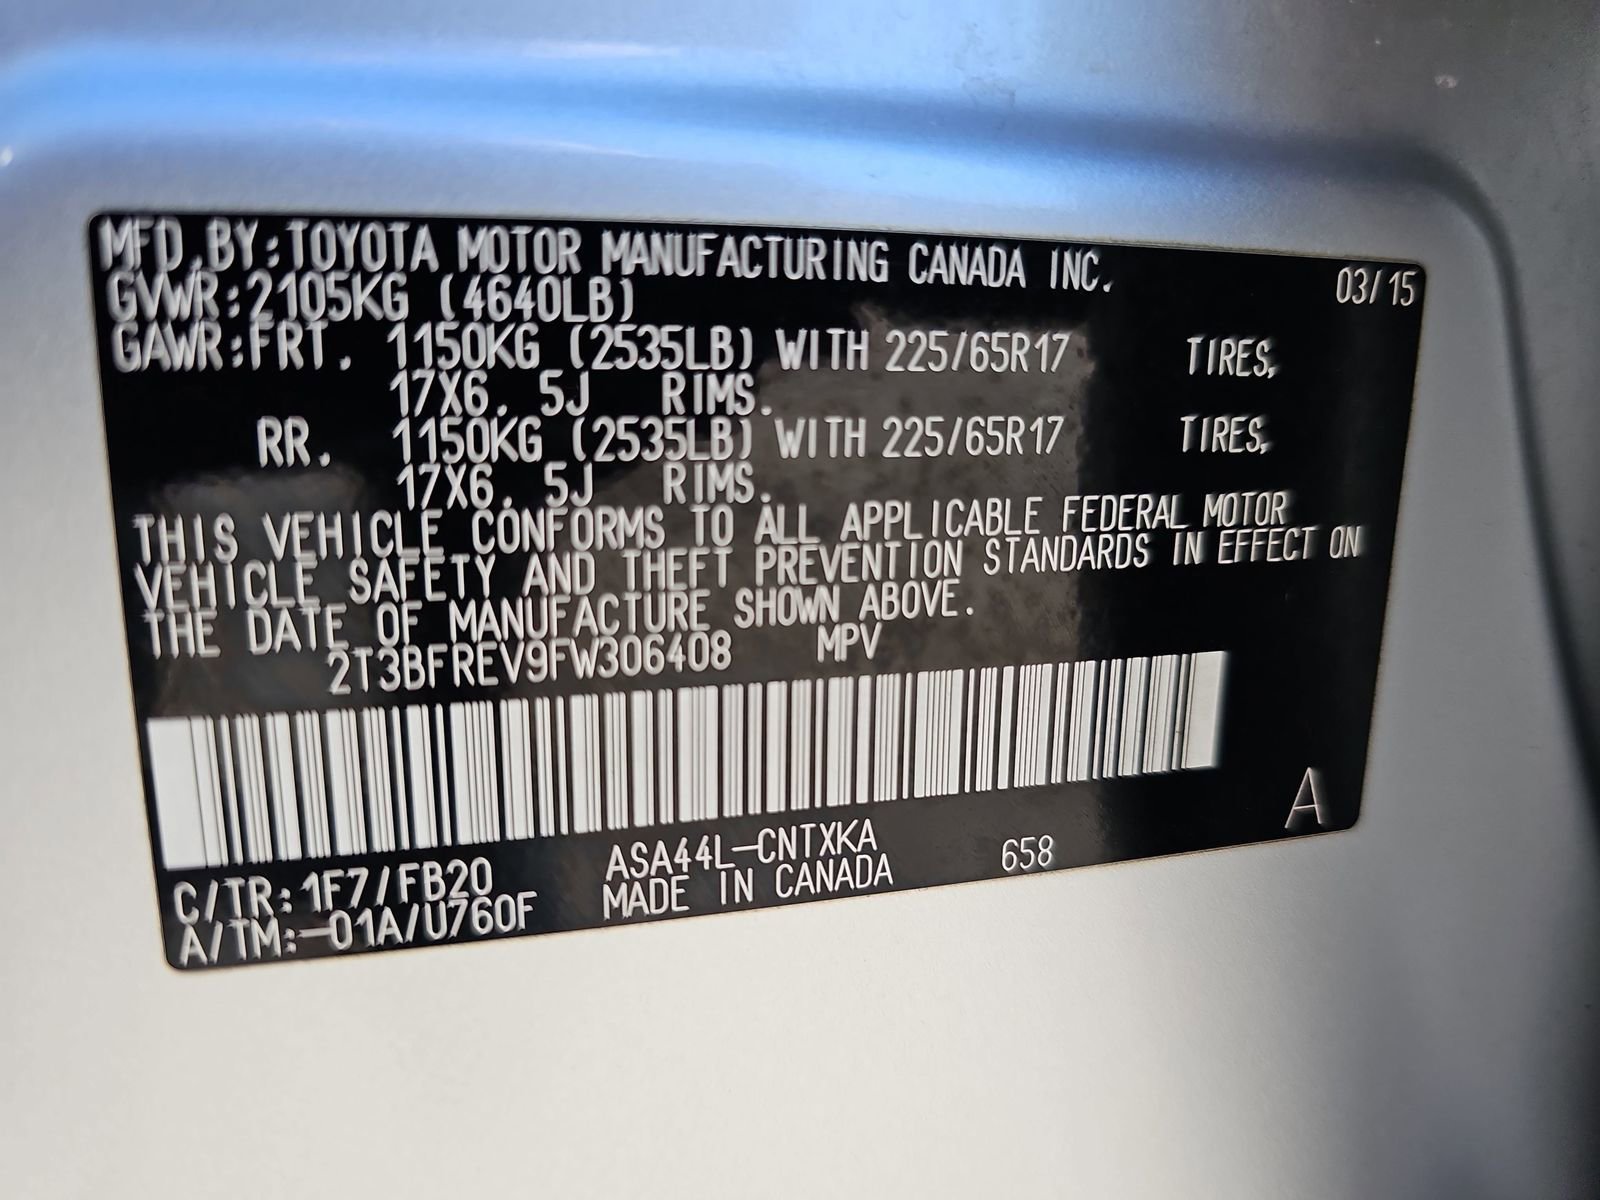 MFD.BY:TOYOTA MOTOR MANUFACTURING CANADA INC. 03/15
GVWR:2105KG (4640LB)
GAWR:FRT. 1150KG (2535LB) WITH 225/65R17 TIRES,
17X6.5J RIMS.
RR. 1150KG (2535LB) WITH 225/65R17 TIRES,
17X6.5J RIMS.
THIS VEHICLE CONFORMS TO ALL APPLICABLE FEDERAL MOTOR
VEHICLE SAFETY AND THEFT PREVENTION STANDARDS IN EFFECT ON
THE DATE OF MANUFACTURE SHOWN ABOVE.
2T3BFREV9FW306408 MPV
A
C/TR:1F7/FB20 ASA44L-CNTXKA 658
A/TM:-01A/U760F MADE IN CANADA